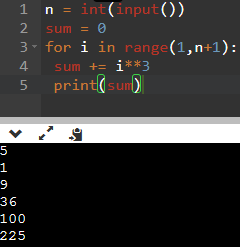 1 n = int(input())
2 sum = 0
3 for i in range(1,n+1):
4  sum += i**3
5  print(sum)
5
1
9
36
100
225